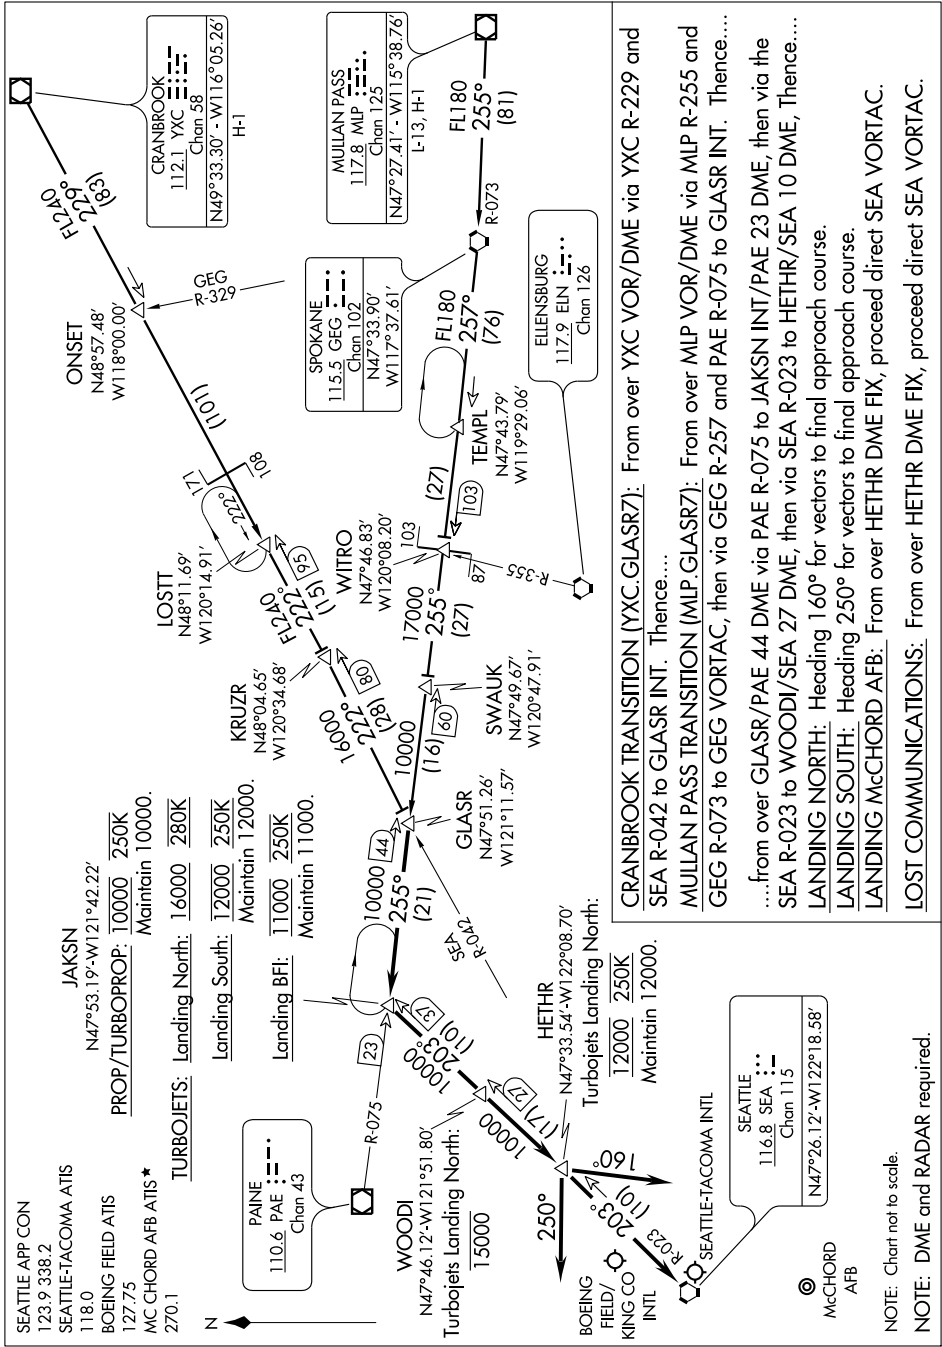 SEATTLE APP CON
123.9 338.2
SEATTLE-TACOMA ATIS
118.0
BOEING FIELD ATIS
127.75
MC CHORD AFB ATIS ★
270.1
JAKSN
N47°53.19'-W121°42.22'
PROP/TURBOPROP: 10000 250K
Maintain 10000.
TURBOJETS: Landing North: 16000 280K
Landing South: 12000 250K
Maintain 12000.
Landing BFI: 11000 250K
Maintain 11000.
KRUZR
N48°04.65'
W120°34.68'
LOSTT
N48°11.69'
W120°14.91'
ONSET
N48°57.48'
W118°00.00'
FL240
229°
(83)
CRANBROOK
112.1 YXC
Chan 58
N49°33.30' - W116°05.26'
H-1
GEG
R-329
(101)
171
108
222°
95
FL240
222°
(15)
80
16000
222°
(28)
MULLAN PASS
117.8 MLP
Chan 125
N47°27.41' - W115°38.76'
L-13, H-1
FL180
255°
(81)
R-073
SPOKANE
115.5 GEG
Chan 102
N47°33.90'
W117°37.61'
FL180
257°
(76)
TEMPL
N47°43.79'
W119°29.06'
(27)
103
WITRO
N47°46.83'
W120°08.20'
103
87
R-355
ELLENSBURG
117.9 ELN
Chan 126
17000
255°
(27)
SWAUK
N47°49.67'
W120°47.91'
60
10000
(16)
GLASR
N47°51.26'
W121°11.57'
44
SEA
R-042
10000
255°
(21)
37
23
R-075
PAINE
110.6 PAE
Chan 43
N
10000
203°
(10)
WOODI
N47°46.12'-W121°51.80'
Turbojets Landing North:
15000
27
10000
(17)
HETHR
N47°33.54'-W122°08.70'
Turbojets Landing North:
12000 250K
Maintain 12000.
250°
160°
203°
(10)
R-023
BOEING
FIELD/
KING CO
INTL
SEATTLE-TACOMA INTL
SEATTLE
116.8 SEA
Chan 115
N47°26.12'-W122°18.58'
McCHORD
AFB
NOTE: Chart not to scale.
NOTE: DME and RADAR required.
CRANBROOK TRANSITION (YXC.GLASR7): From over YXC VOR/DME via YXC R-229 and
SEA R-042 to GLASR INT. Thence....
MULLAN PASS TRANSITION (MLP.GLASR7): From over MLP VOR/DME via MLP R-255 and
GEG R-073 to GEG VORTAC, then via GEG R-257 and PAE R-075 to GLASR INT. Thence....
....from over GLASR/PAE 44 DME via PAE R-075 to JAKSN INT/PAE 23 DME, then via the
SEA R-023 to WOODI/SEA 27 DME, then via SEA R-023 to HETHR/SEA 10 DME, Thence....
LANDING NORTH: Heading 160° for vectors to final approach course.
LANDING SOUTH: Heading 250° for vectors to final approach course.
LANDING McCHORD AFB: From over HETHR DME FIX, proceed direct SEA VORTAC.
LOST COMMUNICATIONS: From over HETHR DME FIX, proceed direct SEA VORTAC.